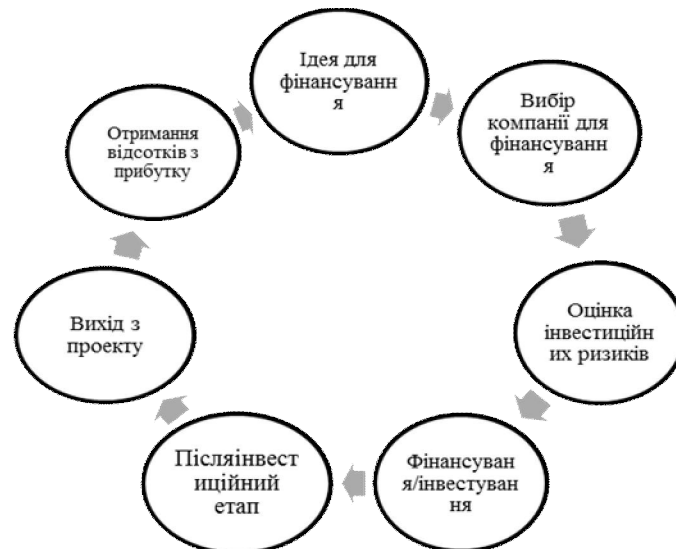 Ідея для
фінансуванн
я
Вибір
компанії для
фінансуванн
я
Оцінка
інвестиційн
их ризиків
Фінансуван
я/інвестуван
ня
Післяінвест
иційний
етап
Вихід з
проекту
Отримання
відсотків з
прибутку